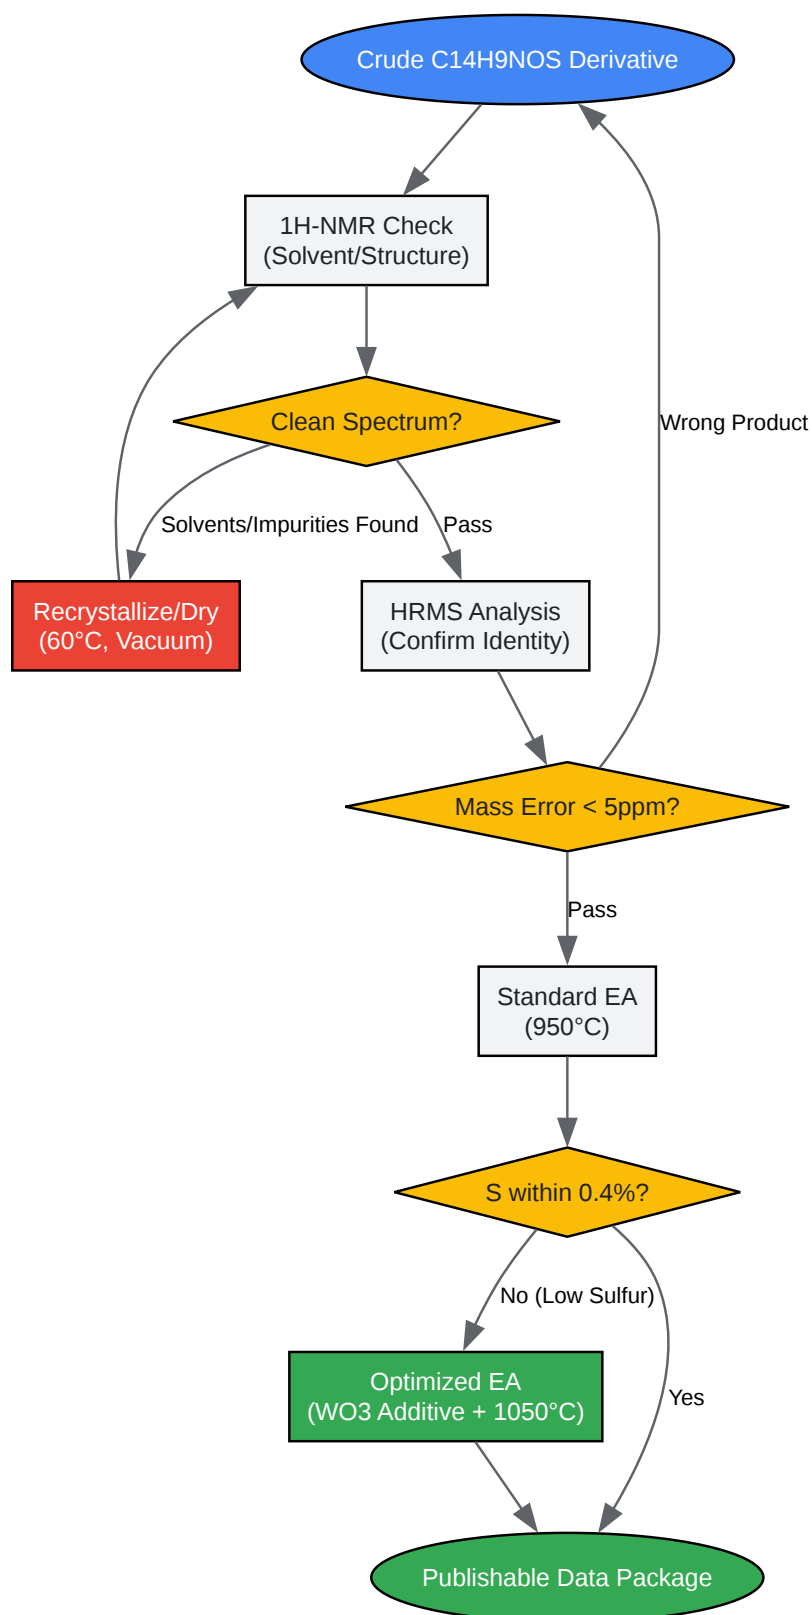 Crude C14H9NOS Derivative
1H-NMR Check
(Solvent/Structure)
Clean Spectrum?
Wrong Product
Solvents/Impurities Found
Pass
Recrystallize/Dry
(60°C, Vacuum)
HRMS Analysis
(Confirm Identity)
Mass Error < 5ppm?
Pass
Standard EA
(950°C)
S within 0.4%?
No (Low Sulfur)
Optimized EA
(WO3 Additive + 1050°C)
Yes
Publishable Data Package